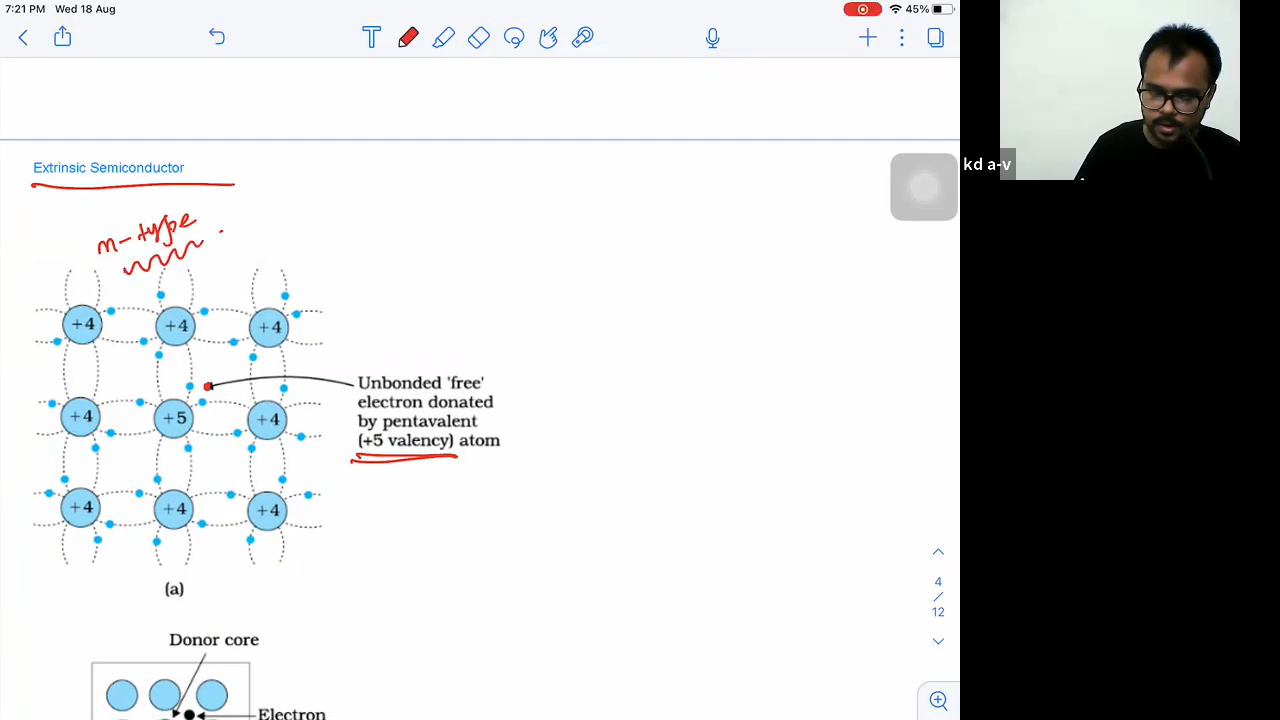 7:21 PM Wed 18 Aug
45%
T
kd a-v
Extrinsic Semiconductor
n-type
+4 +4 +4
Unbonded 'free'
electron donated
by pentavalent
(+5 valency) atom
+4 +5 +4
+4 +4 +4
(a)
4
/
12
Donor core
Electron